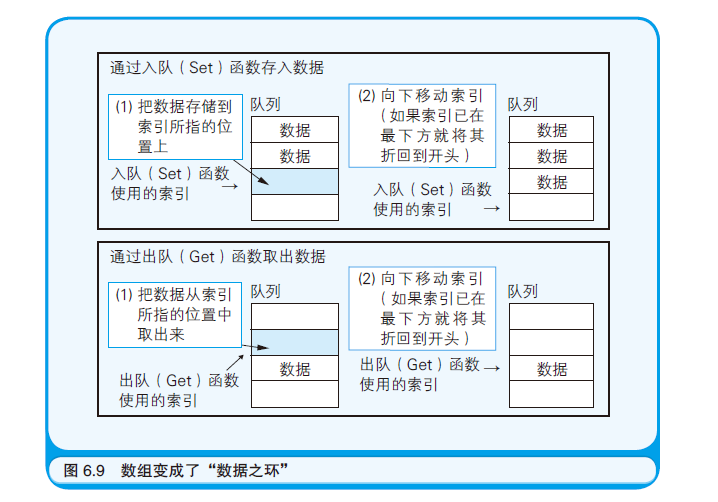 通过入队（Set）函数存入数据
(1) 把数据存储到
索引所指的位
置上
队列
数据
数据
入队（Set）函数
使用的索引 →
(2) 向下移动索引
（如果索引已在
最下方就将其
折回到开头）
队列
数据
数据
数据
入队（Set）函数
使用的索引 →
通过出队（Get）函数取出数据
(1) 把数据从索引
所指的位置中
取出来
队列
数据
出队（Get）函数
使用的索引
(2) 向下移动索引
（如果索引已在
最下方就将其
折回到开头）
队列
数据
出队（Get）函数 →
使用的索引
图 6.9 数组变成了“数据之环”